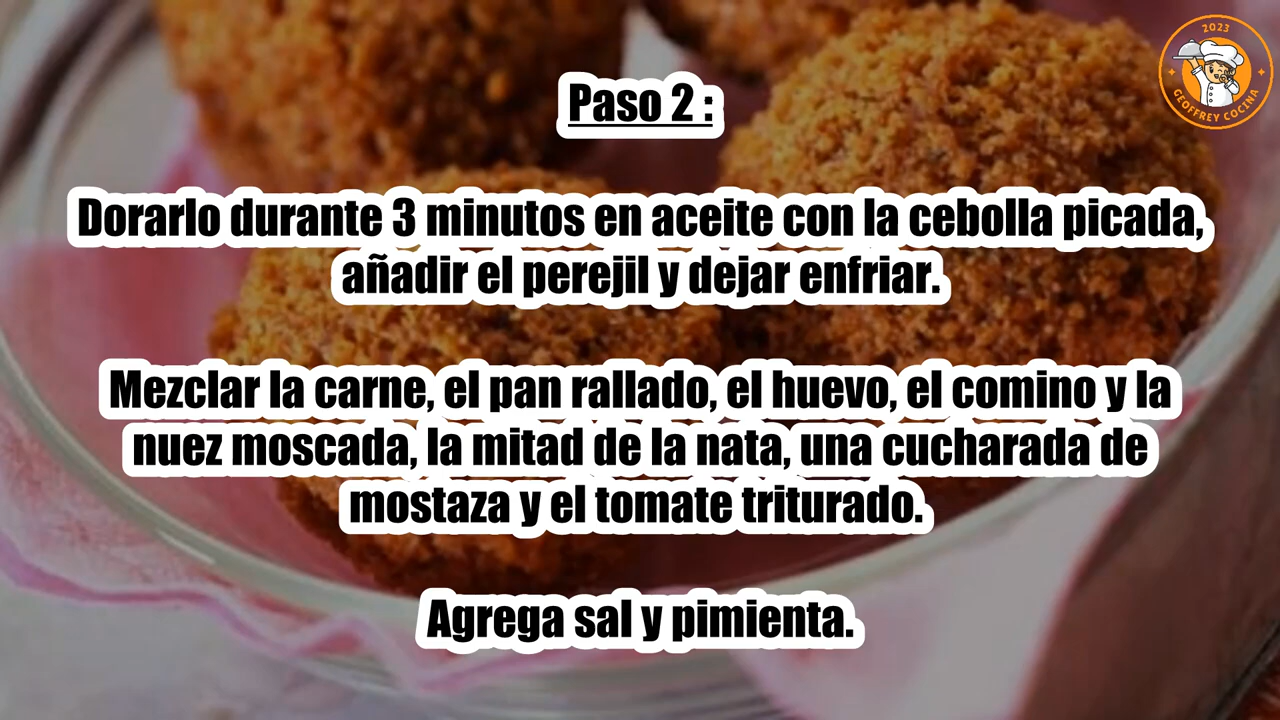 2023
GEOFFREY COCINA
Paso 2 :
Dorarlo durante 3 minutos en aceite con la cebolla picada,
añadir el perejil y dejar enfriar.
Mezclar la carne, el pan rallado, el huevo, el comino y la
nuez moscada, la mitad de la nata, una cucharada de
mostaza y el tomate triturado.
Agrega sal y pimienta.